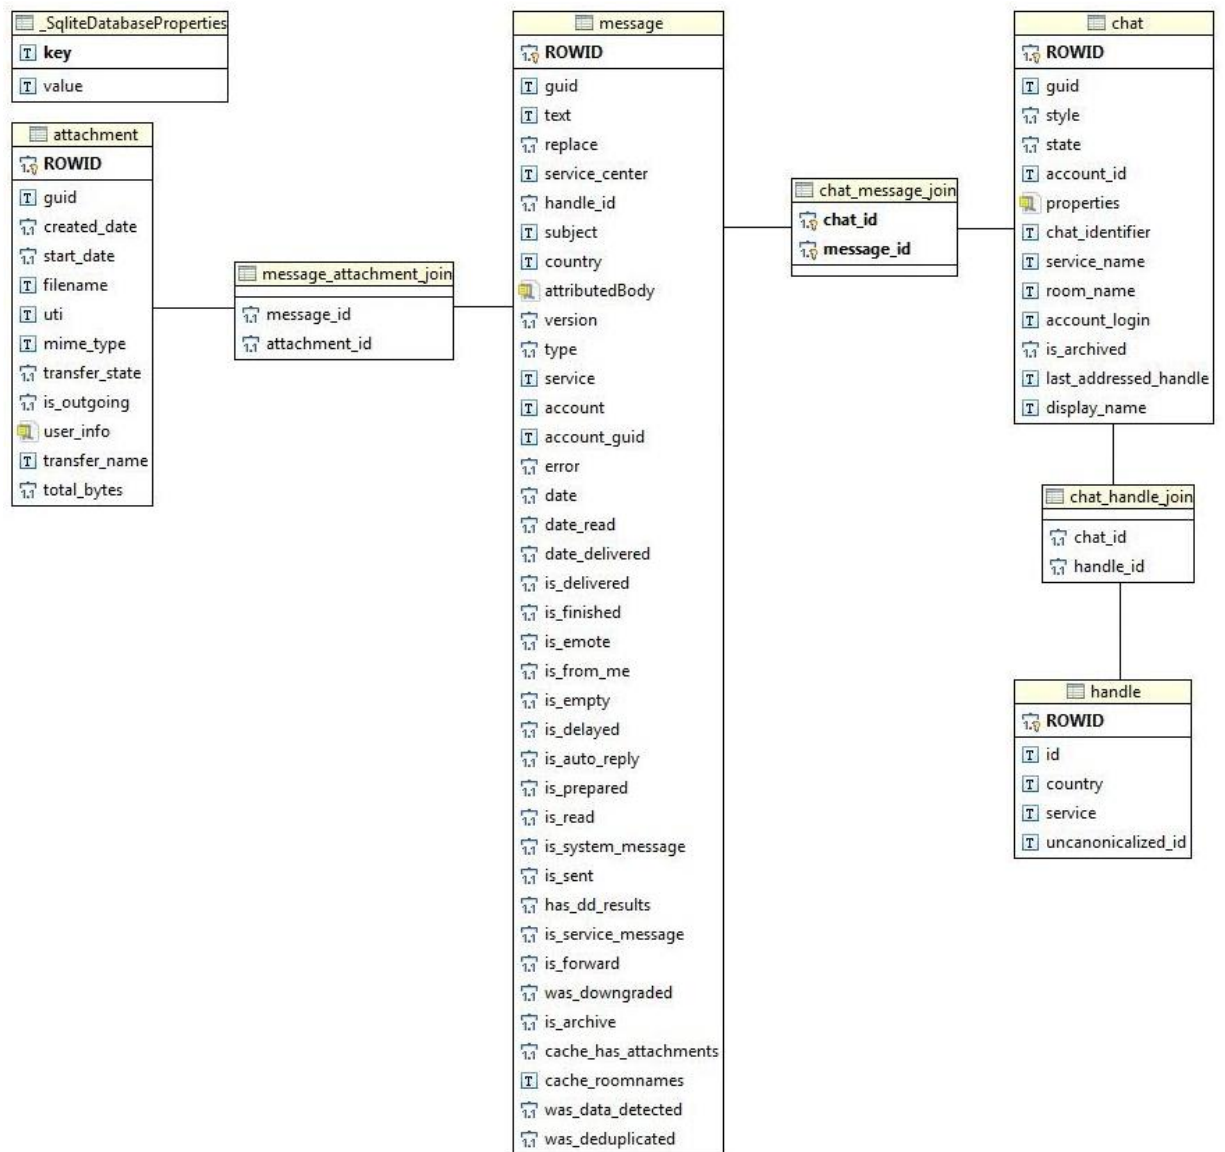 _SqliteDatabaseProperties
key
value
attachment
ROWID
guid
created_date
start_date
filename
uti
mime_type
transfer_state
is_outgoing
user_info
transfer_name
total_bytes
message_attachment_join
message_id
attachment_id
message
ROWID
guid
text
replace
service_center
handle_id
subject
country
attributedBody
version
type
service
account
account_guid
error
date
date_read
date_delivered
is_delivered
is_finished
is_emote
is_from_me
is_empty
is_delayed
is_auto_reply
is_prepared
is_read
is_system_message
is_sent
has_dd_results
is_service_message
is_forward
was_downgraded
is_archive
cache_has_attachments
cache_roomnames
was_data_detected
was_deduplicated
chat_message_join
chat_id
message_id
chat
ROWID
guid
style
state
account_id
properties
chat_identifier
service_name
room_name
account_login
is_archived
last_addressed_handle
display_name
chat_handle_join
chat_id
handle_id
handle
ROWID
id
country
service
uncanonicalized_id